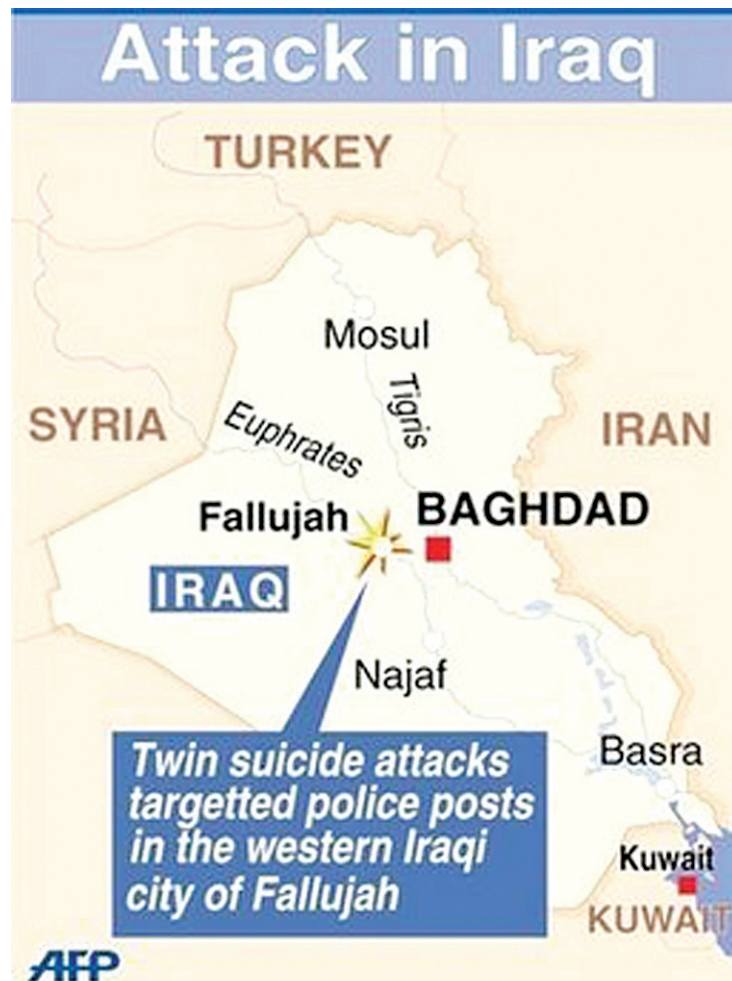 Attack in Iraq
TURKEY
Mosul
Tigris
SYRIA
Euphrates
IRAN
Fallujah
BAGHDAD
IRAQ
Najaf
Twin suicide attacks
targetted police posts
in the western Iraqi
city of Fallujah
Basra
Kuwait
KUWAIT
AFP